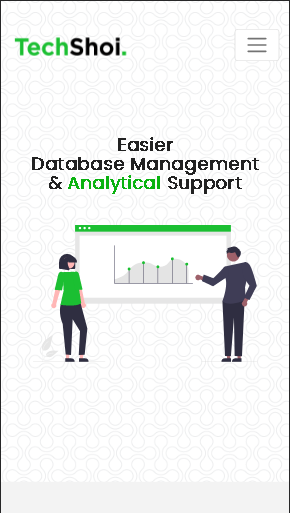 TechShoi.
Easier
Database Management
& Analytical Support